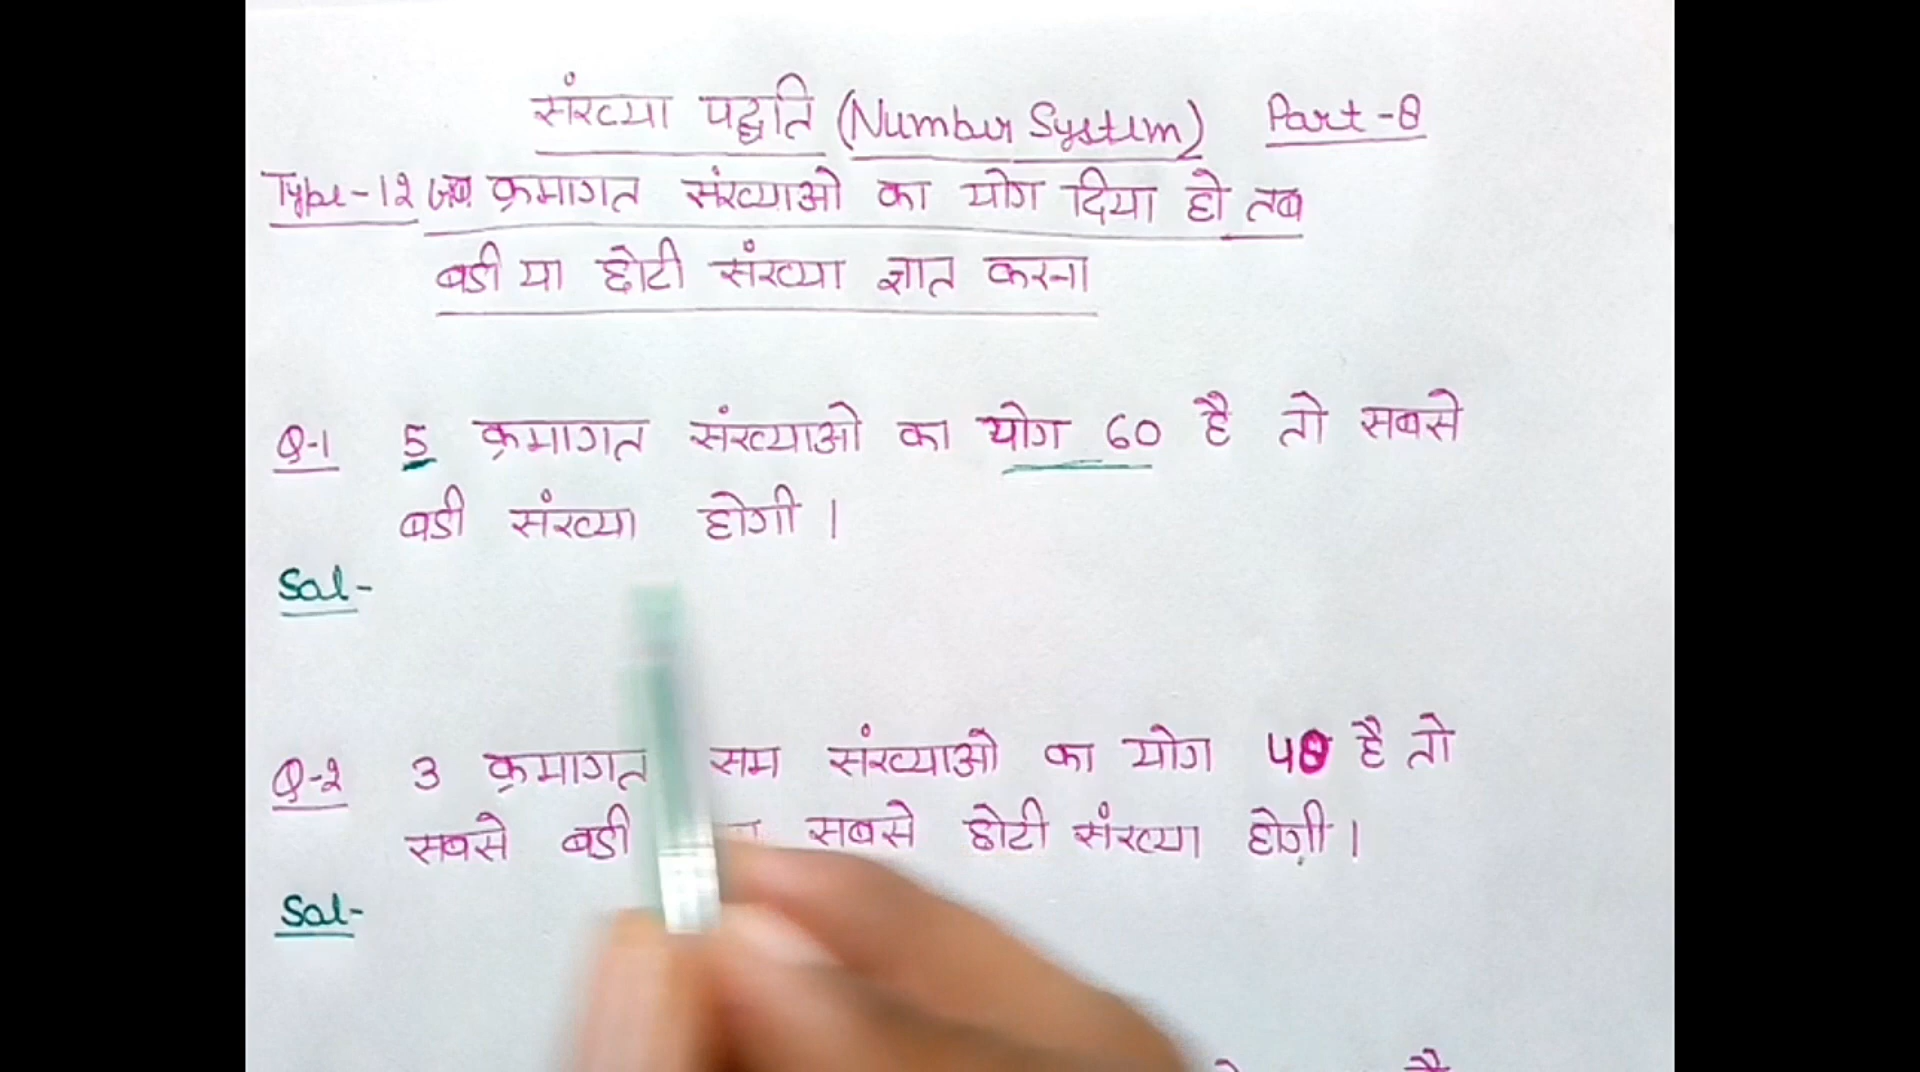 संख्या पद्धति (Number System) Part-8
Type-12 जब क्रमागत संख्याओ का योग दिया हो तब
बडी या छोटी संख्या ज्ञात करना
Q-1 5 क्रमागत संख्याओ का योग 60 है तो सबसे
बडी संख्या होगी।
Sol-
Q-2 3 क्रमागत सम संख्याओ का योग 48 है तो
सबसे बडी सबसे छोटी संख्या होगी।
Sol-